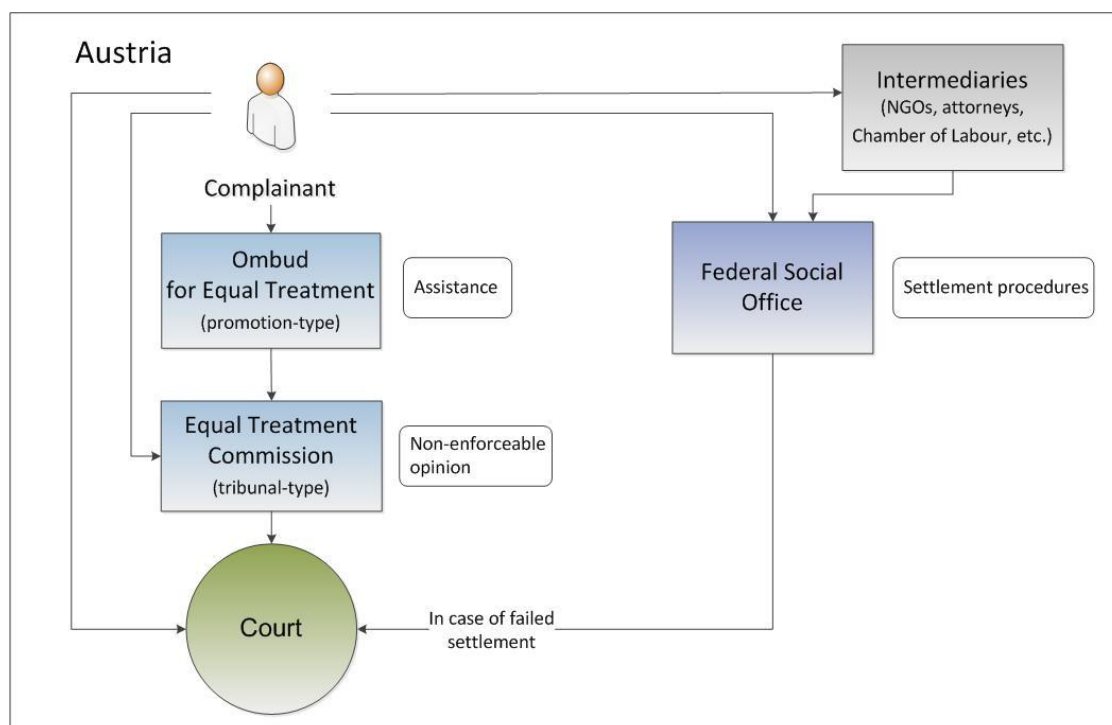 Austria
Intermediaries
(NGOs, attorneys,
Chamber of Labour, etc.)
Complainant
Ombud
for Equal Treatment
(promotion-type)
Assistance
Federal Social
Office
Settlement procedures
Equal Treatment
Commission
(tribunal-type)
Non-enforceable
opinion
Court
In case of failed
settlement